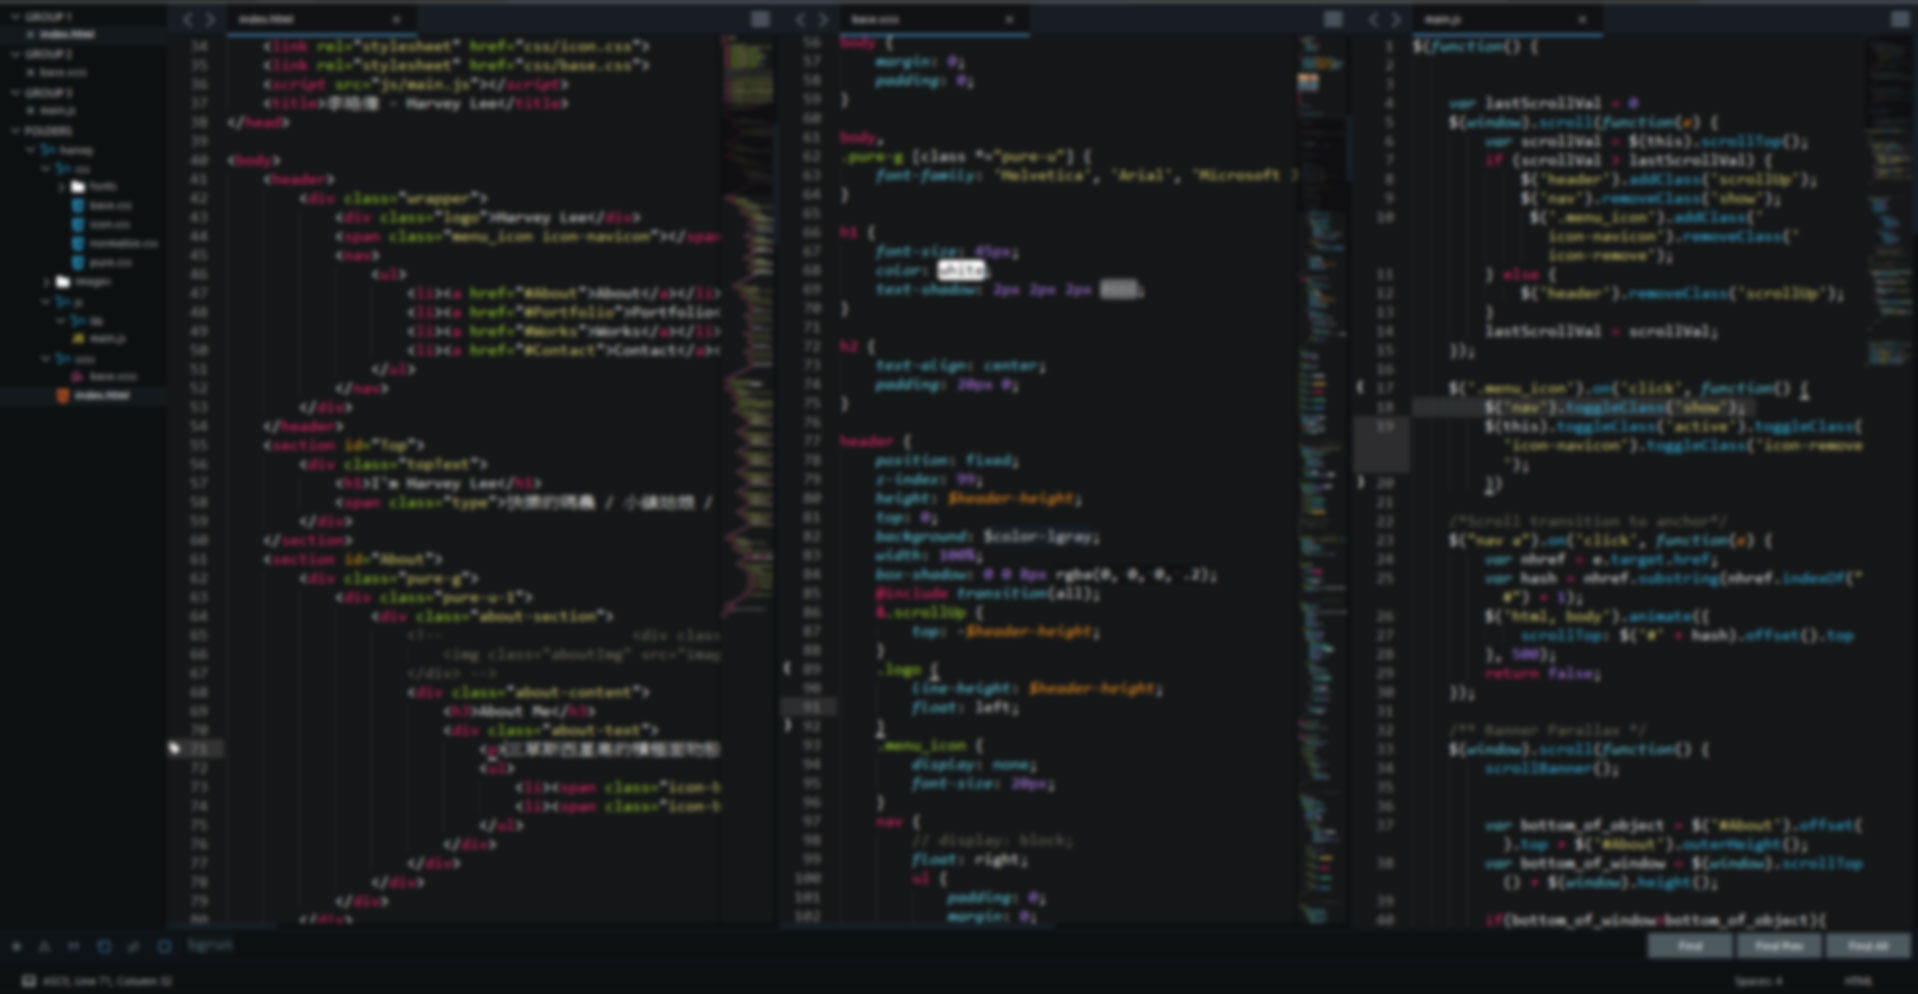 GROUP 1
index.html
GROUP 2
base.scss
GROUP 3
main.js
FOLDERS
harvey
css
fonts
base.css
icon.css
normalize.css
pure.css
images
js
lib
main.js
scss
base.scss
index.html
index.html
34 <link rel="stylesheet" href="css/icon.css">
35 <link rel="stylesheet" href="css/base.css">
36 <script src="js/main.js"></script>
37 <title> - Harvey Lee</title>
38 </head>
39
40 <body>
41 <header>
42 <div class="wrapper">
43 <div class="logo">Harvey Lee</div>
44 <span class="menu_icon icon-navicon"></span
45 <nav>
46 <ul>
47 <li><a href="#About">About</a></li>
48 <li><a href="#Portfolio">Portfolio<
49 <li><a href="#Works">Works</a></li>
50 <li><a href="#Contact">Contact</a><
51 </ul>
52 </nav>
53 </div>
54 </header>
55 <section id="Top">
56 <div class="topText">
57 <h1>I'm Harvey Lee</h1>
58 <span class="type"> / /
59 </div>
60 </section>
61 <section id="About">
62 <div class="pure-g">
63 <div class="pure-u-1">
64 <div class="about-section">
65 <!-- <div clas
66 <img class="aboutImg" src="imag
67 </div> -->
68 <div class="about-content">
69 <h3>About Me</h3>
70 <div class="about-text">
71 <p>
72 <ul>
73 <li><span class="icon-b
74 <li><span class="icon-b
75 </ul>
76 </div>
77 </div>
78 </div>
79 </div>
80 </div>
base.scss
56 body {
57 margin: 0;
58 padding: 0;
59 }
60
61 body,
62 .pure-g [class *="pure-u"] {
63 font-family: 'Helvetica', 'Arial', 'Microsoft J
64 }
65
66 h1 {
67 font-size: 45px;
68 color: white;
69 text-shadow: 2px 2px 2px ;
70 }
71
72 h2 {
73 text-align: center;
74 padding: 20px 0;
75 }
76
77 header {
78 position: fixed;
79 z-index: 99;
80 height: $header-height;
81 top: 0;
82 background: $color-lgray;
83 width: 100%;
84 box-shadow: 0 0 8px rgba(0, 0, 0, .2);
85 @include transition(all);
86 &.scrollUp {
87 top: -$header-height;
88 }
89 .logo {
90 line-height: $header-height;
91 float: left;
92 }
93 .menu_icon {
94 display: none;
95 font-size: 20px;
96 }
97 nav {
98 // display: block;
99 float: right;
100 ul {
101 padding: 0;
102 margin: 0;
main.js
1 $(function() {
2
3
4 var lastScrollVal = 0
5 $(window).scroll(function(e) {
6 var scrollVal = $(this).scrollTop();
7 if (scrollVal > lastScrollVal) {
8 $('header').addClass('scrollUp');
9 $('nav').removeClass('show');
10 $('.menu_icon').addClass('
icon-navicon').removeClass('
icon-remove');
11 } else {
12 $('header').removeClass('scrollUp');
13 }
14 lastScrollVal = scrollVal;
15 });
16
17 $('.menu_icon').on('click', function() {
18 $('nav').toggleClass('show');
19 $(this).toggleClass('active').toggleClass(
'icon-navicon').toggleClass('icon-remove
');
20 })
21
22 /*Scroll transition to anchor*/
23 $("nav a").on('click', function(e) {
24 var nhref = e.target.href;
25 var hash = nhref.substring(nhref.indexOf("
#") + 1);
26 $('html, body').animate({
27 scrollTop: $('#' + hash).offset().top
28 }, 500);
29 return false;
30 });
31
32 /** Banner Parallax */
33 $(window).scroll(function() {
34 scrollBanner();
35
36
37 var bottom_of_object = $('#About').offset(
).top + $('#About').outerHeight();
38 var bottom_of_window = $(window).scrollTop
() + $(window).height();
39
40 if(bottom_of_window>bottom_of_object){
bgrun
Find
Find Prev
Find All
ASCII, Line 71, Column 32
Spaces: 4
HTML